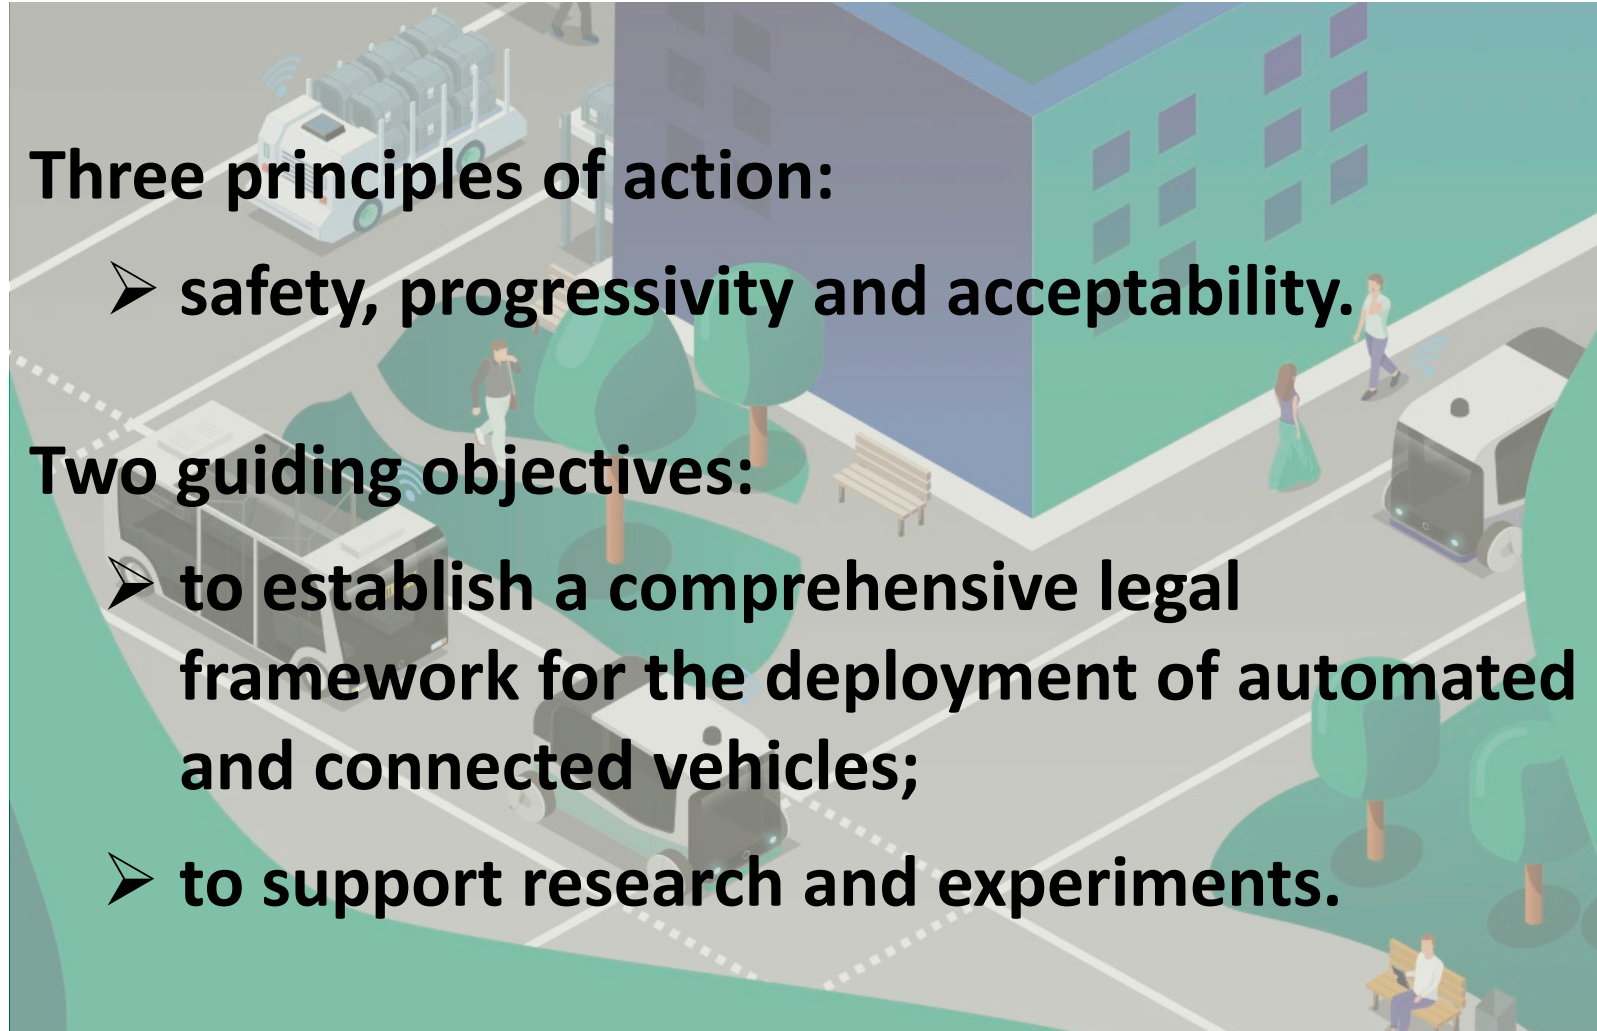 Three principles of action:
➢ safety, progressivity and acceptability.
Two guiding objectives:
➢ to establish a comprehensive legal
framework for the deployment of automated
and connected vehicles;
➢ to support research and experiments.